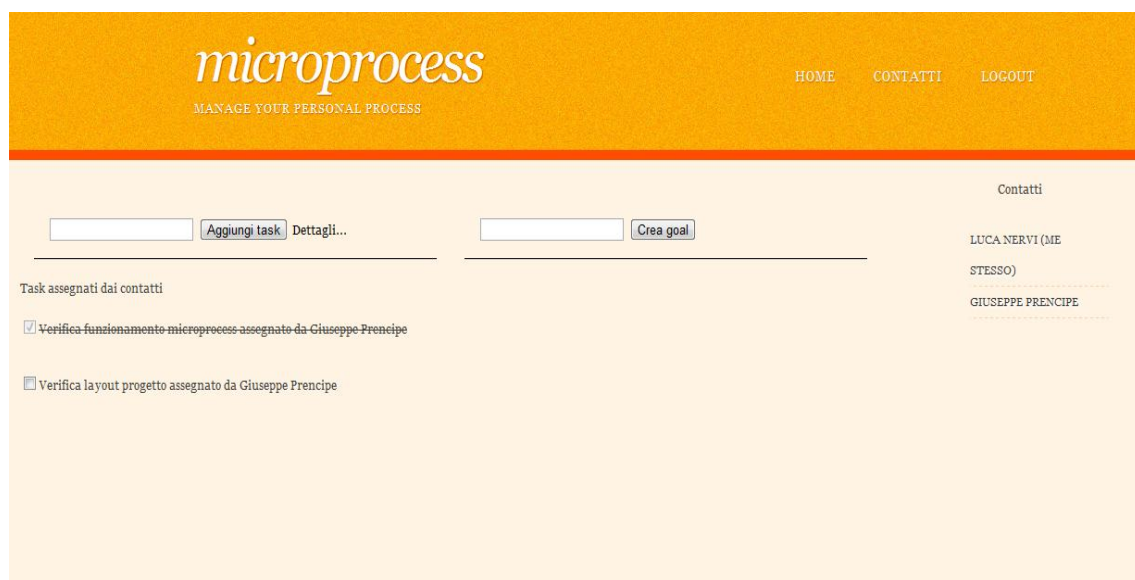 microprocess
MANAGE YOUR PERSONAL PROCESS
HOME CONTATTI LOGOUT
Aggiungi task Dettagli...
Crea goal
Task assegnati dai contatti
Verifica funzionamento microprocess assegnato da Giuseppe Prencipe
Verifica layout progetto assegnato da Giuseppe Prencipe
Contatti
LUCA NERVI (ME
STESSO)
GIUSEPPE PRENCIPE